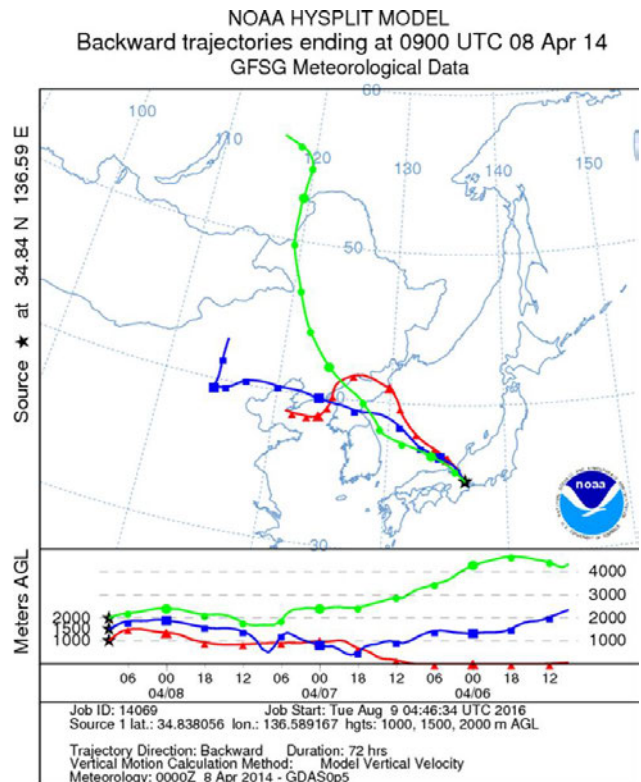 NOAA HYSPLIT MODEL
Backward trajectories ending at 0900 UTC 08 Apr 14
GFSG Meteorological Data
Source ★ at 34.84 N 136.59 E
60
100
110
120
130
140
150
50
30
noaa
Meters AGL
2000
1500
1000
4000
3000
2000
1000
06 00 18 12 06 00 18 12 06 00 18 12
04/08 04/07 04/06
Job ID: 14069 Job Start: Tue Aug 9 04:46:34 UTC 2016
Source 1 lat.: 34.838056 lon.: 136.589167 hgts: 1000, 1500, 2000 m AGL
Trajectory Direction: Backward Duration: 72 hrs
Vertical Motion Calculation Method: Model Vertical Velocity
Meteorology: 0000Z 8 Apr 2014 - GDAS0p5